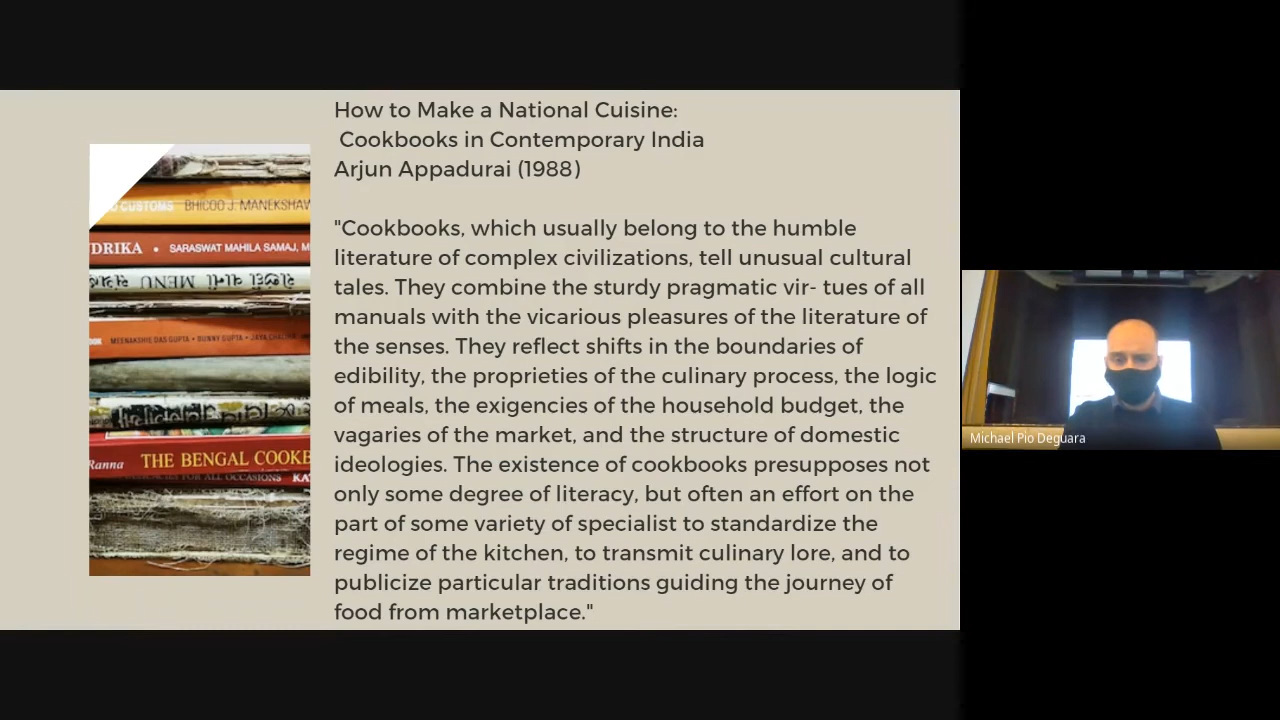 How to Make a National Cuisine:
Cookbooks in Contemporary India
Arjun Appadurai (1988)
"Cookbooks, which usually belong to the humble
literature of complex civilizations, tell unusual cultural
tales. They combine the sturdy pragmatic vir- tues of all
manuals with the vicarious pleasures of the literature of
the senses. They reflect shifts in the boundaries of
edibility, the proprieties of the culinary process, the logic
of meals, the exigencies of the household budget, the
vagaries of the market, and the structure of domestic
ideologies. The existence of cookbooks presupposes not
only some degree of literacy, but often an effort on the
part of some variety of specialist to standardize the
regime of the kitchen, to transmit culinary lore, and to
publicize particular traditions guiding the journey of
food from marketplace."
CUSTOMS BHICOO J. MANEKSHAW
DRIKA • SARASWAT MAHILA SAMAJ, M
MENU
MEENAKSHIE DAS GUPTA • BUNNY GUPTA • JAYA
Ranna THE BENGAL COOKB
FOR ALL OCCASIONS KA
Michael Pio Deguara